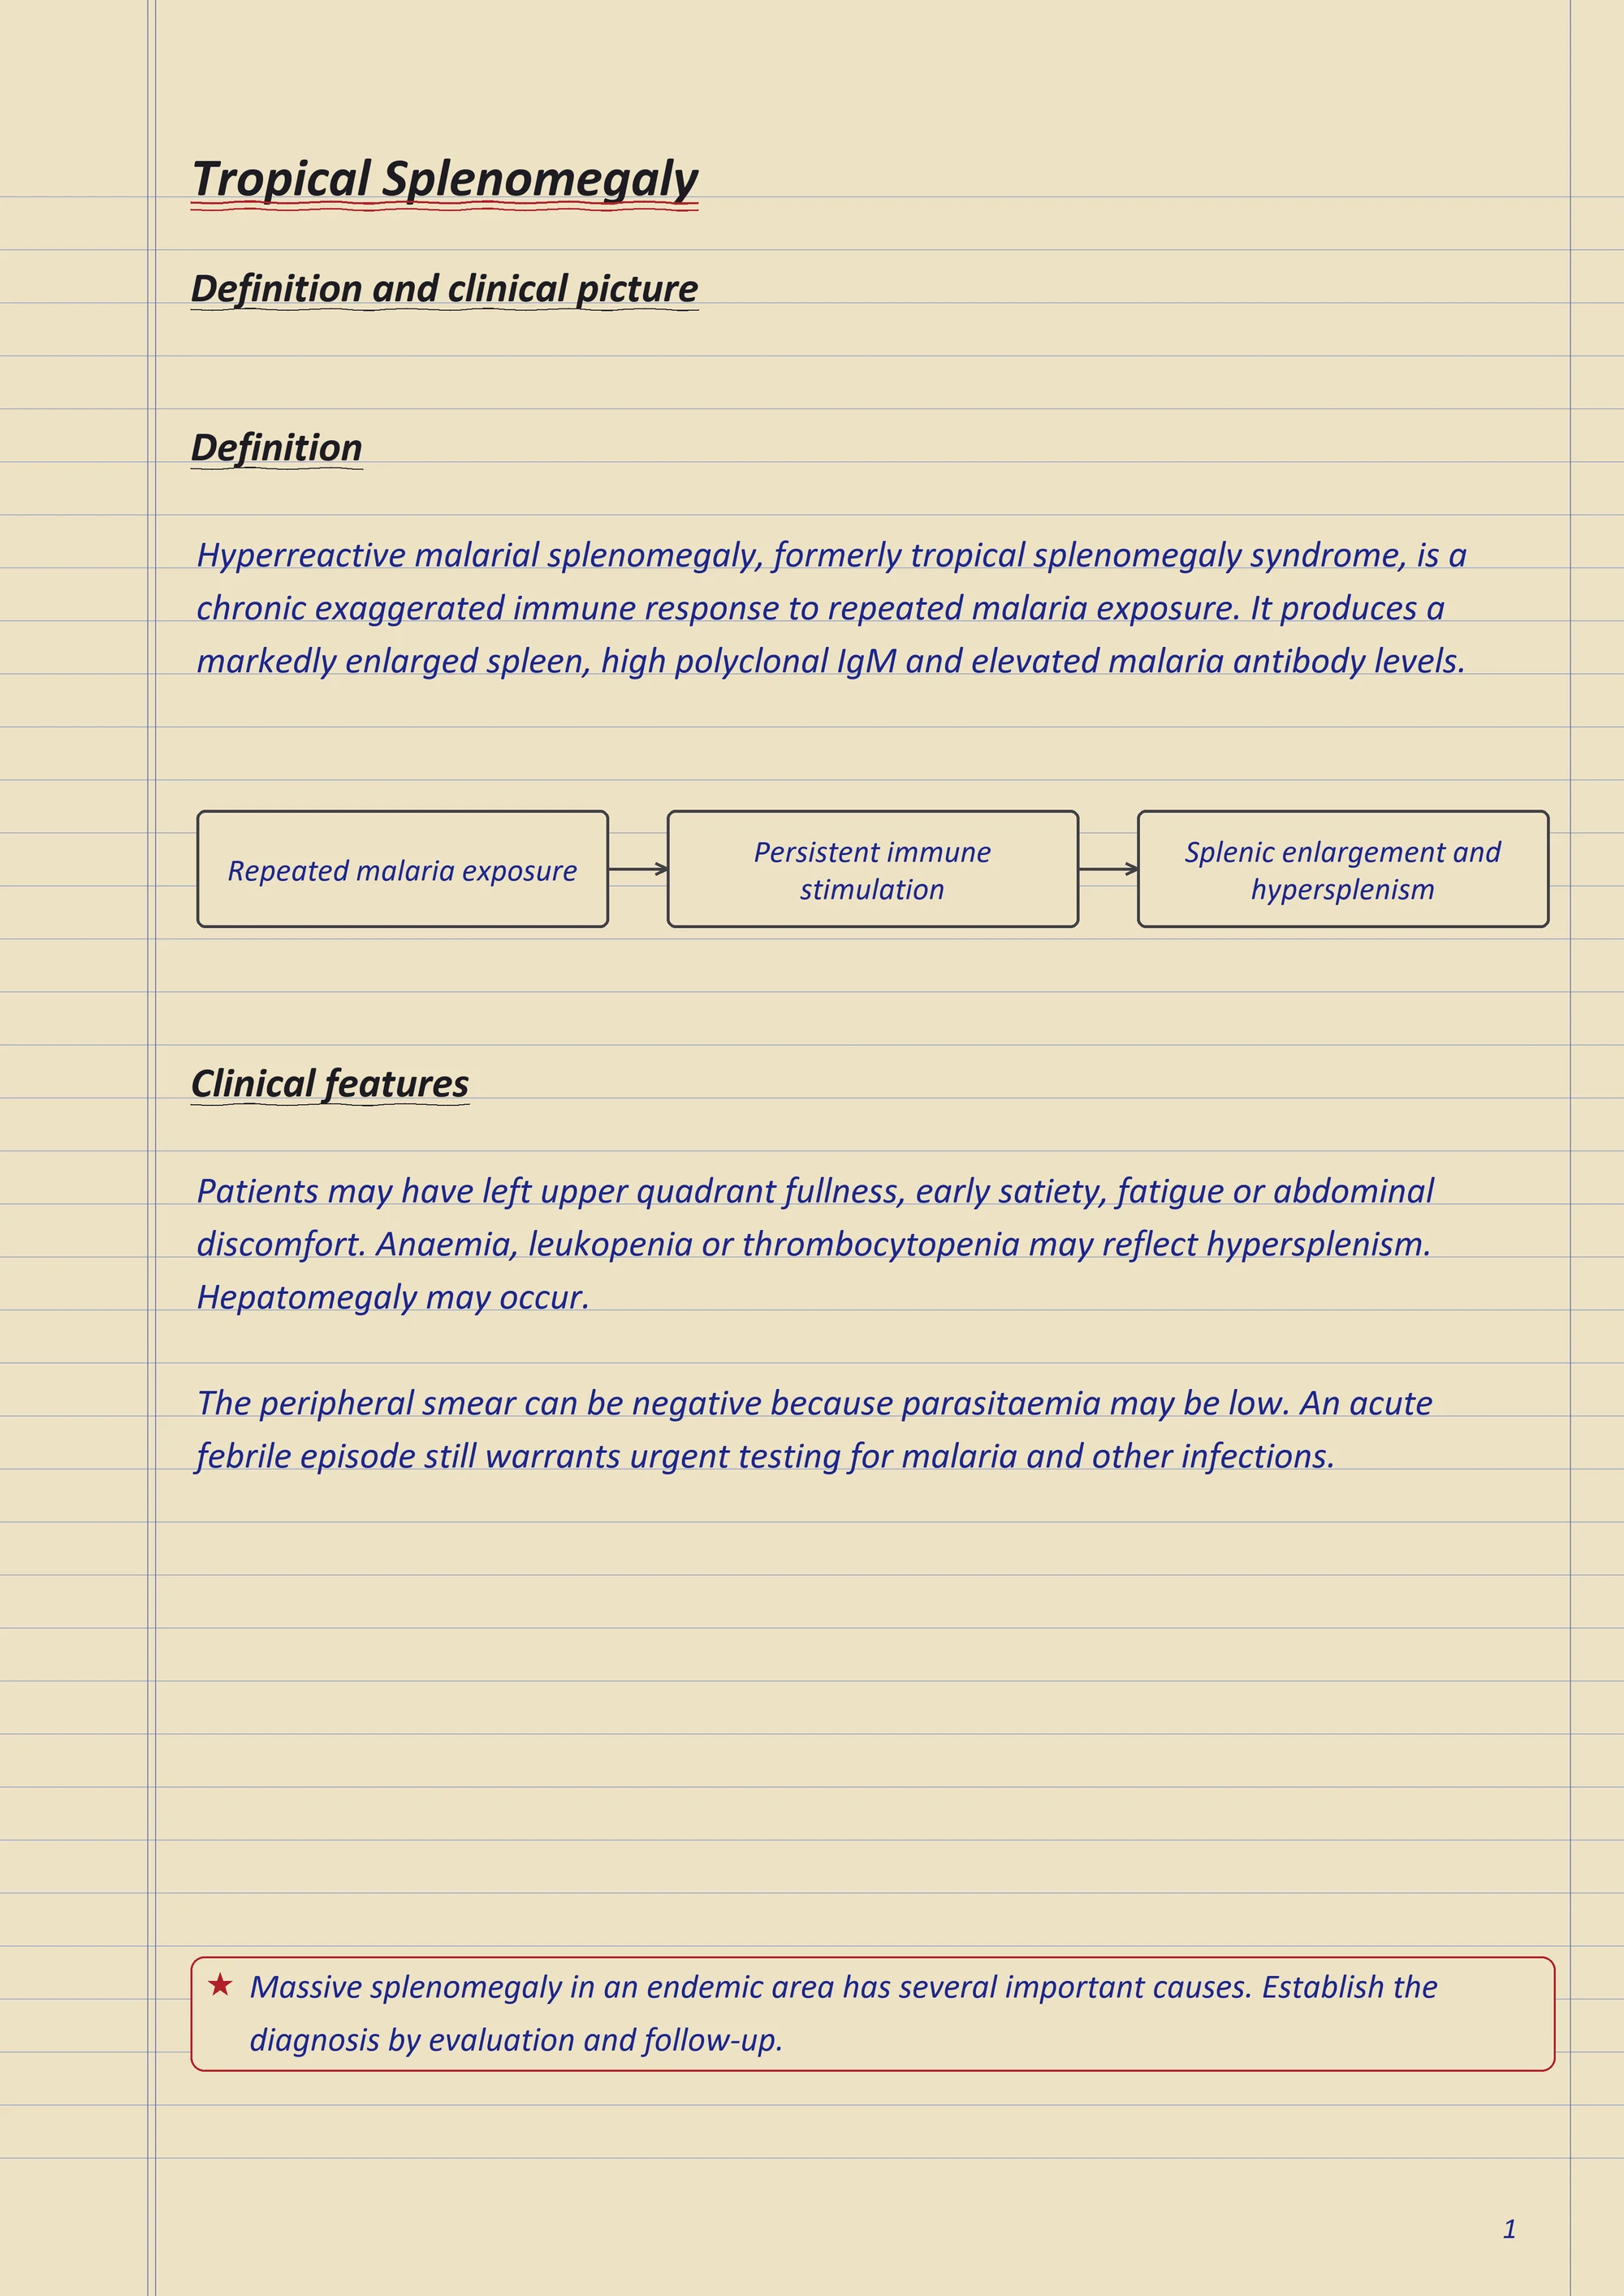 Tropical Splenomegaly
Definition and clinical picture
Definition
Hyperreactive malarial splenomegaly, formerly tropical splenomegaly syndrome, is a
chronic exaggerated immune response to repeated malaria exposure. It produces a
markedly enlarged spleen, high polyclonal IgM and elevated malaria antibody levels.
Repeated malaria exposure
Persistent immune
stimulation
Splenic enlargement and
hypersplenism
Clinical features
Patients may have left upper quadrant fullness, early satiety, fatigue or abdominal
discomfort. Anaemia, leukopenia or thrombocytopenia may reflect hypersplenism.
Hepatomegaly may occur.
The peripheral smear can be negative because parasitaemia may be low. An acute
febrile episode still warrants urgent testing for malaria and other infections.
★ Massive splenomegaly in an endemic area has several important causes. Establish the
diagnosis by evaluation and follow-up.
1